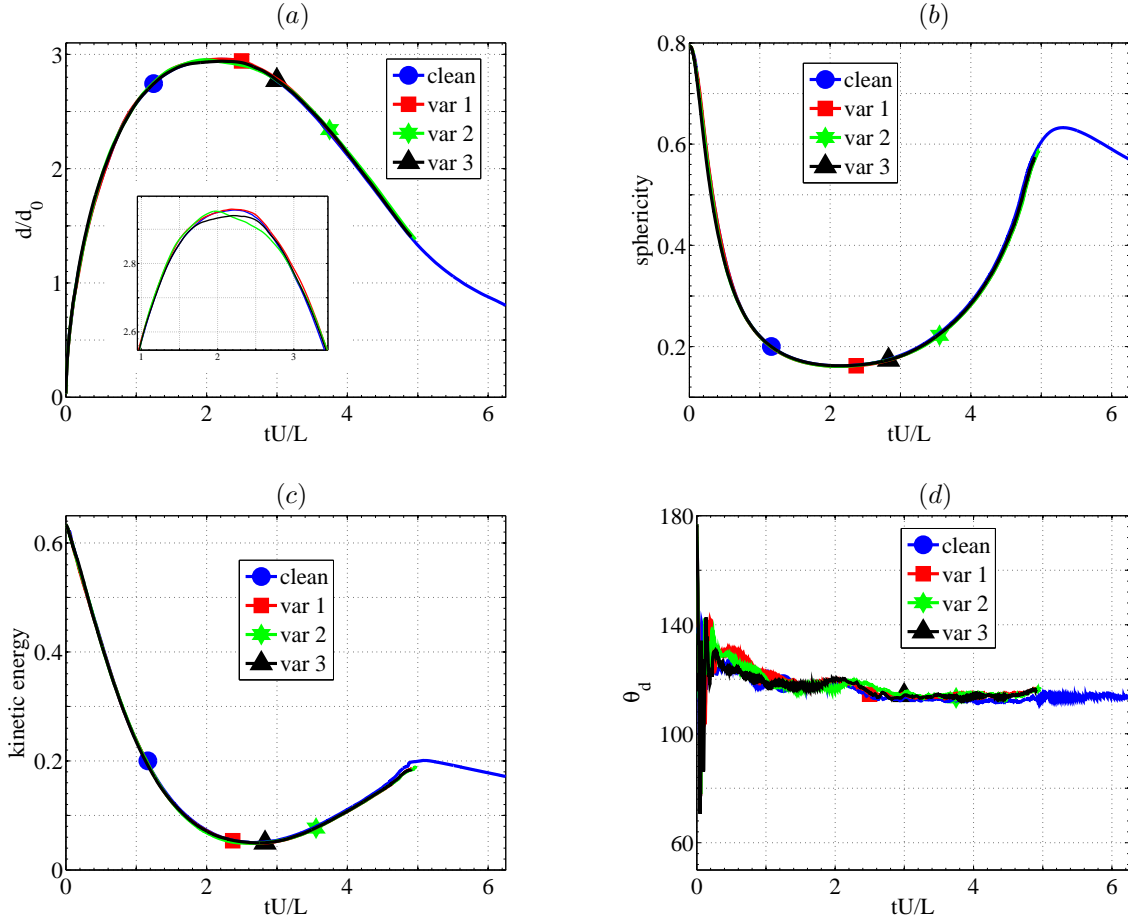 (a)
3
2
1
0
d/d0
0
2
4
6
tU/L
clean
var 1
var 2
var 3
2.8
2.6
1
2
3
(b)
0.8
0.6
0.4
0.2
sphericity
0
2
4
6
tU/L
clean
var 1
var 2
var 3
(c)
0.6
0.4
0.2
0
kinetic energy
0
2
4
6
tU/L
clean
var 1
var 2
var 3
(d)
180
140
100
60
θd
0
2
4
6
tU/L
clean
var 1
var 2
var 3